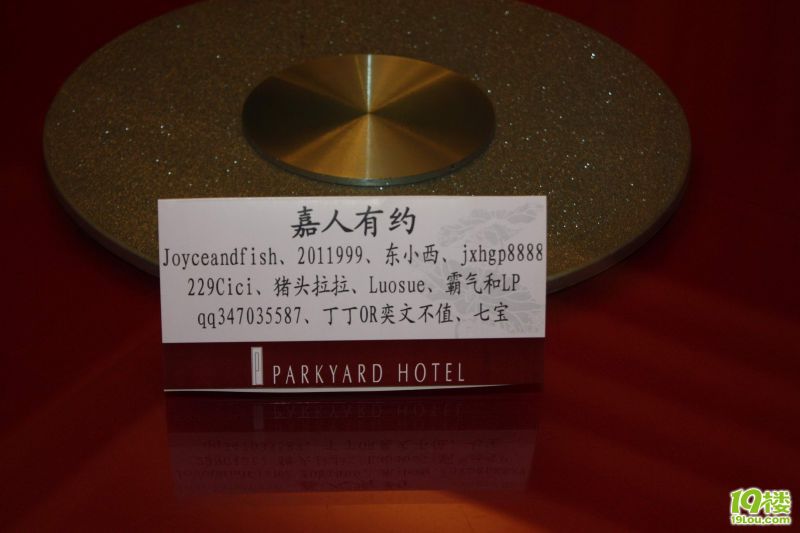 嘉人有约
Joyceandfish、2011999、东小西、jxhgp8888
229Cici、猪头拉拉、Luosue、霸气和LP
qq347035587、丁丁OR奕文不值、七宝
PARKYARD HOTEL
19楼
19lou.com